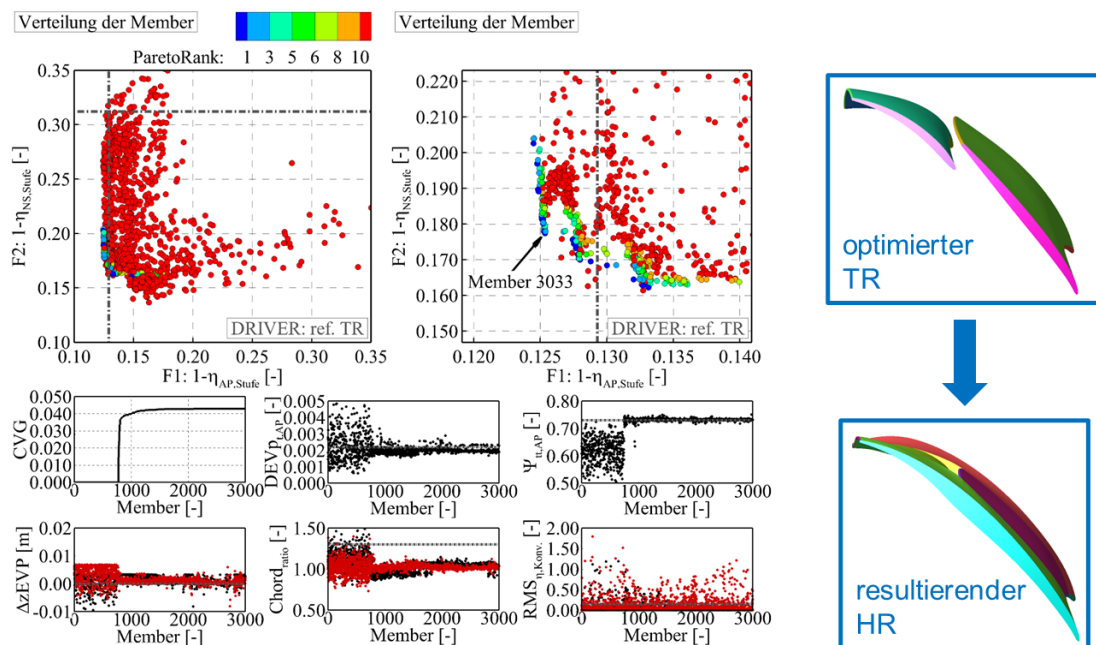 Verteilung der Member
Verteilung der Member
ParetoRank: 1 3 5 6 8 10
0.35
0.30
0.25
0.20
0.15
0.10
F2: 1-ηNS,Stufe [-]
DRIVER: ref. TR
0.10 0.15 0.20 0.25 0.30 0.35
F1: 1-ηAP,Stufe [-]
0.220
0.210
0.200
0.190
0.180
0.170
0.160
0.150
F2: 1-ηNS,Stufe [-]
Member 3033
DRIVER: ref. TR
0.120 0.125 0.130 0.135 0.140
F1: 1-ηAP,Stufe [-]
optimierter
TR
0.050
0.040
0.030
0.020
0.010
0.000
CVG
0 1000 2000 3000
Member [-]
0.005
0.004
0.003
0.002
0.001
0.000
0 1000 2000 3000
Member [-]
0.80
0.70
0.60
0.50
Ψtt,AP [-]
0 1000 2000 3000
Member [-]
0.02
0.01
0.00
-0.01
ΔzEVP [m]
0 1000 2000 3000
Member [-]
1.50
1.00
0.50
Chordratio [-]
0 1000 2000 3000
Member [-]
2.00
1.75
1.50
1.25
1.00
0.75
0.50
0.25
0.00
RMSη,Konv. [-]
0 1000 2000 3000
Member [-]
resultierender
HR